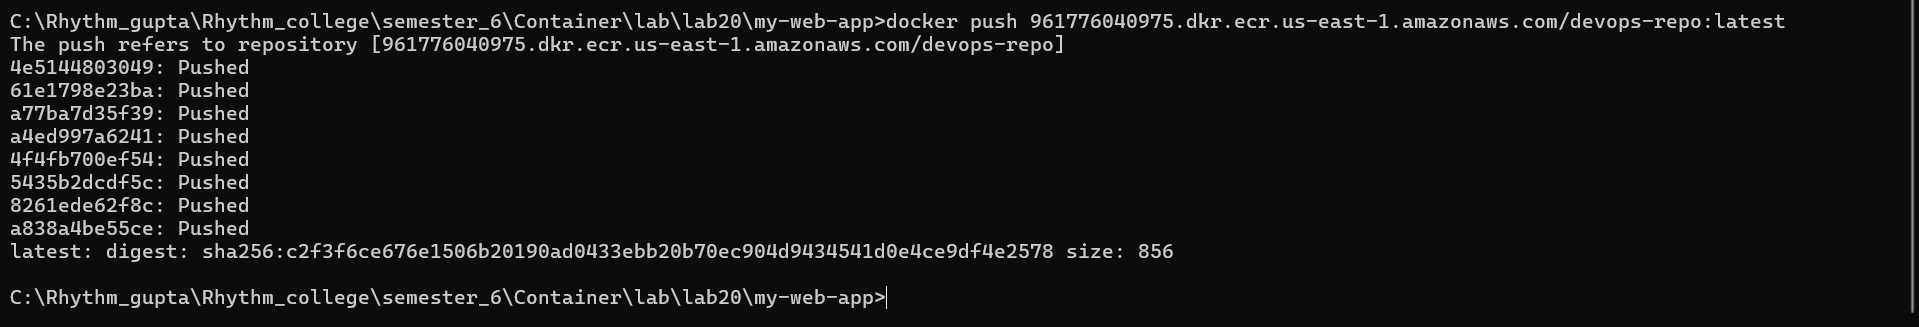 C:\Rhythm_gupta\Rhythm_college\semester_6\Container\lab\lab20\my-web-app>docker push 961776040975.dkr.ecr.us-east-1.amazonaws.com/devops-repo:latest
The push refers to repository [961776040975.dkr.ecr.us-east-1.amazonaws.com/devops-repo]
4e5144803049: Pushed
61e1798e23ba: Pushed
a77ba7d35f39: Pushed
a4ed997a6241: Pushed
4f4fb700ef54: Pushed
5435b2dcdf5c: Pushed
8261ede62f8c: Pushed
a838a4be55ce: Pushed
latest: digest: sha256:c2f3f6ce676e1506b20190ad0433ebb20b70ec904d9434541d0e4ce9df4e2578 size: 856
C:\Rhythm_gupta\Rhythm_college\semester_6\Container\lab\lab20\my-web-app>